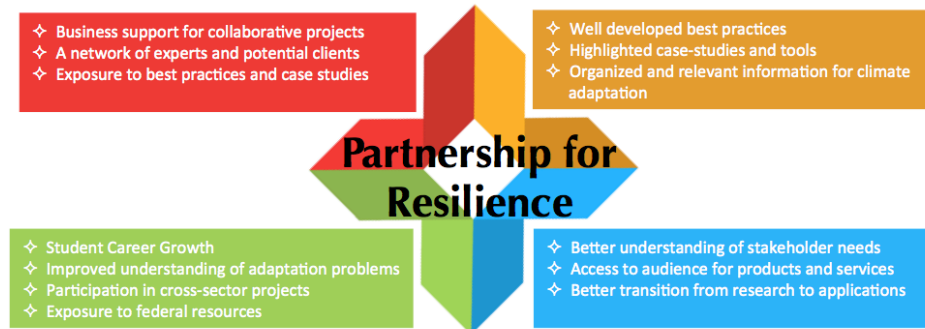 ✧ Business support for collaborative projects
✧ A network of experts and potential clients
✧ Exposure to best practices and case studies
✧ Well developed best practices
✧ Highlighted case-studies and tools
✧ Organized and relevant information for climate
adaptation
Partnership for
Resilience
✧ Student Career Growth
✧ Improved understanding of adaptation problems
✧ Participation in cross-sector projects
✧ Exposure to federal resources
✧ Better understanding of stakeholder needs
✧ Access to audience for products and services
✧ Better transition from research to applications